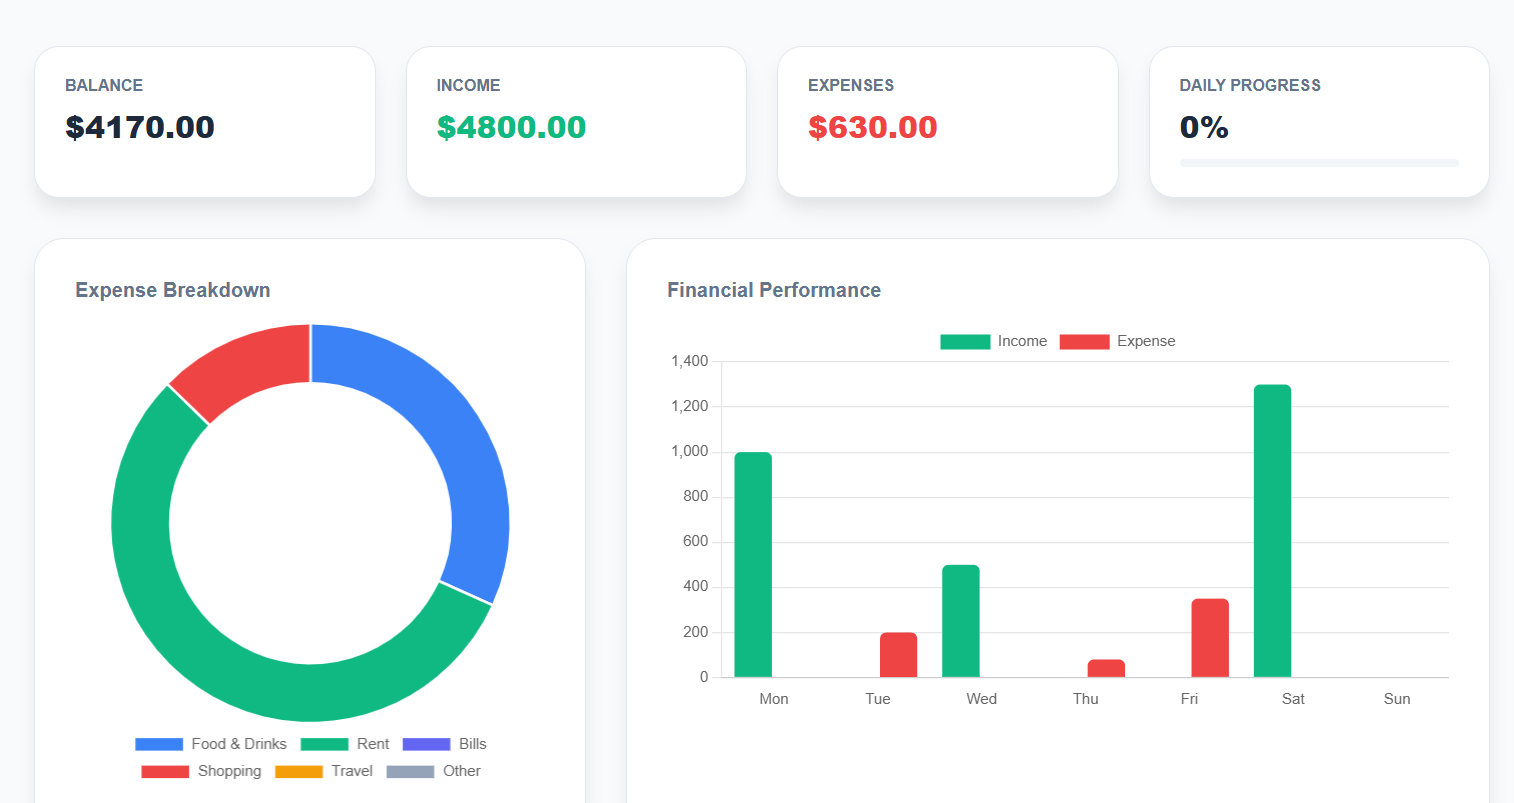 BALANCE
$4170.00
INCOME
$4800.00
EXPENSES
$630.00
DAILY PROGRESS
0%
Expense Breakdown
Food & Drinks Rent Bills
Shopping Travel Other
Financial Performance
Income Expense
1,400
1,200
1,000
800
600
400
200
0
Mon Tue Wed Thu Fri Sat Sun